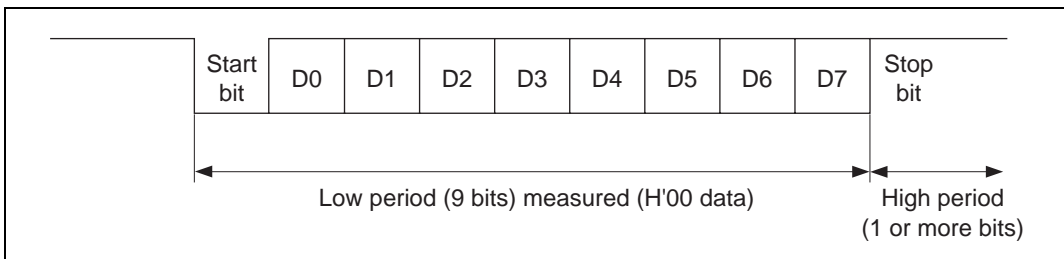 Start
bit
D0
D1
D2
D3
D4
D5
D6
D7
Stop
bit
Low period (9 bits) measured (H'00 data)
High period
(1 or more bits)